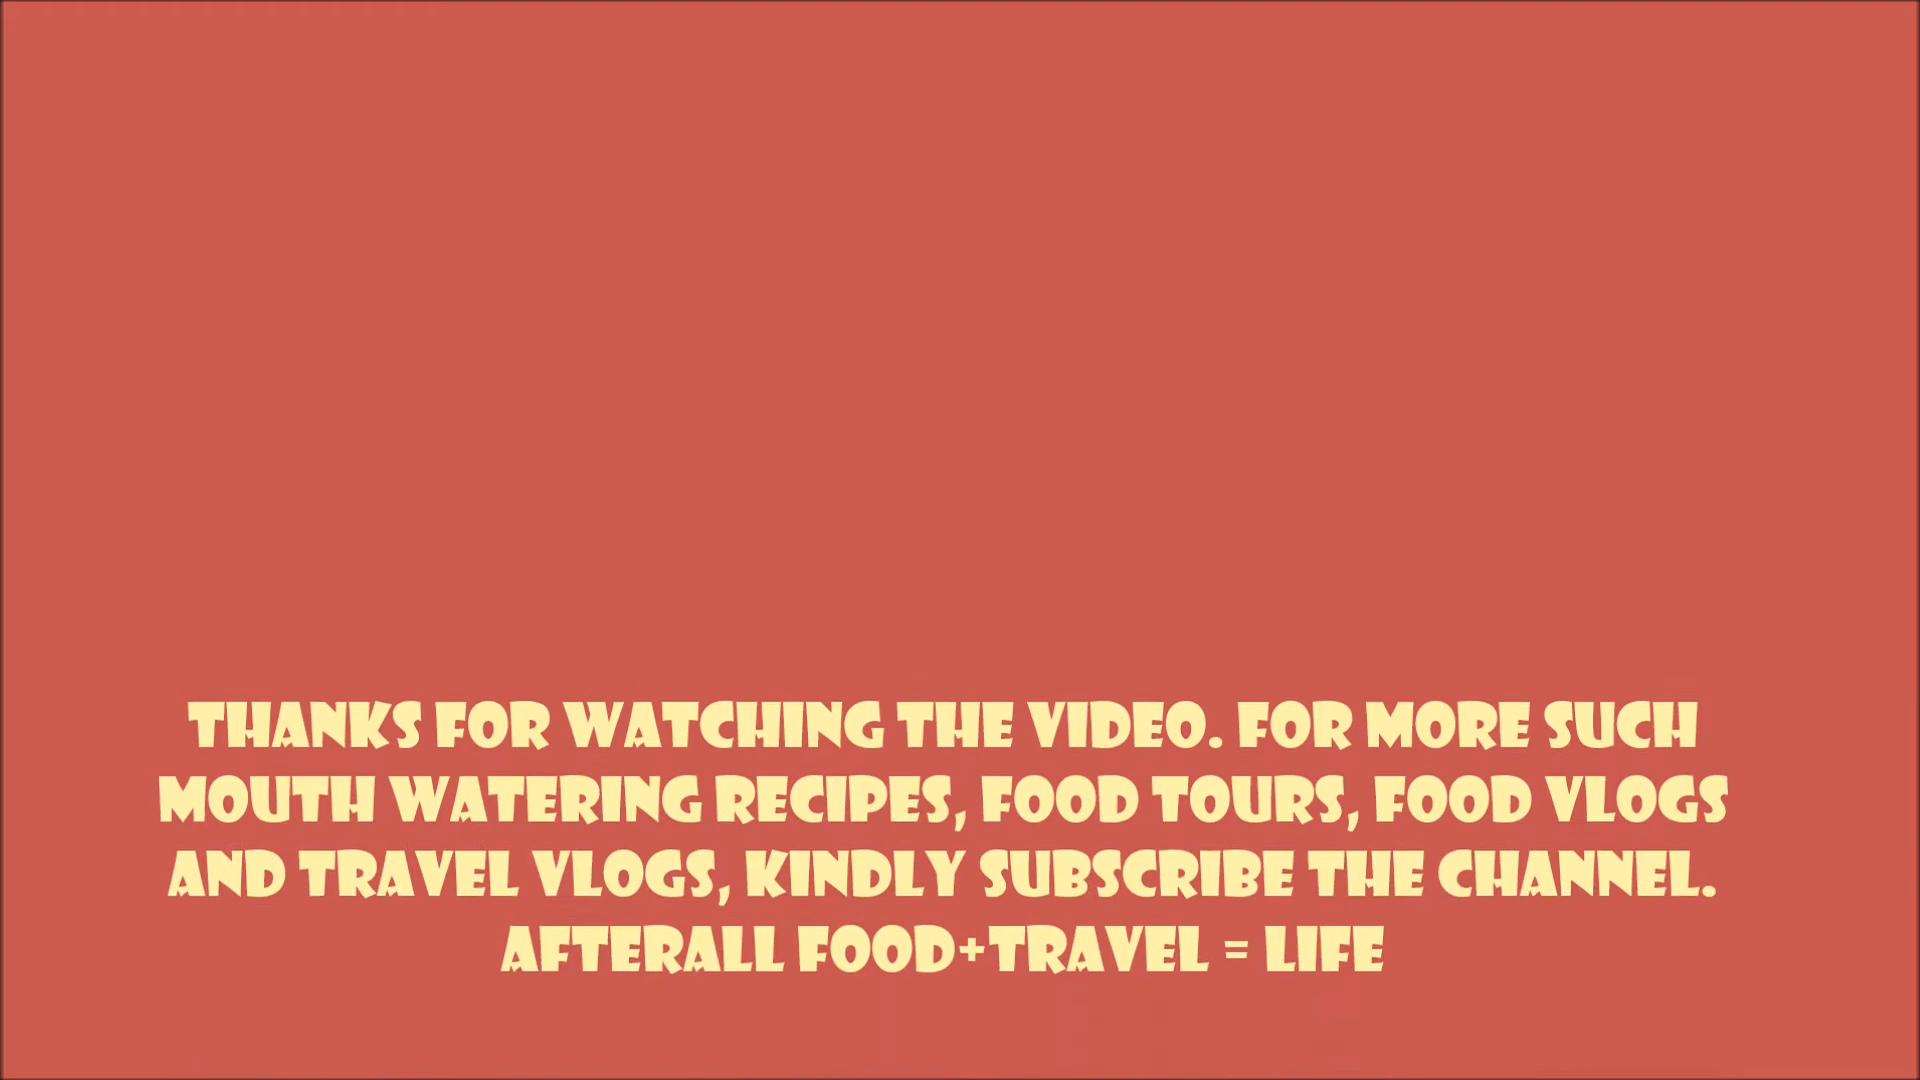 THANKS FOR WATCHING THE VIDEO. FOR MORE SUCH
MOUTH WATERING RECIPES, FOOD TOURS, FOOD VLOGS
AND TRAVEL VLOGS, KINDLY SUBSCRIBE THE CHANNEL.
AFTERALL FOOD+TRAVEL = LIFE